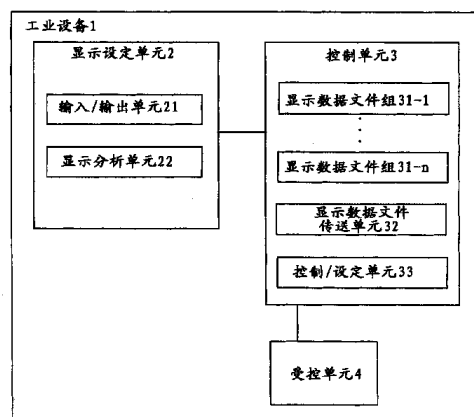 工业设备1
显示设定单元2
输入/输出单元21
显示分析单元22
控制单元3
显示数据文件组31-1
显示数据文件组31-n
显示数据文件
传送单元32
控制/设定单元33
受控单元4